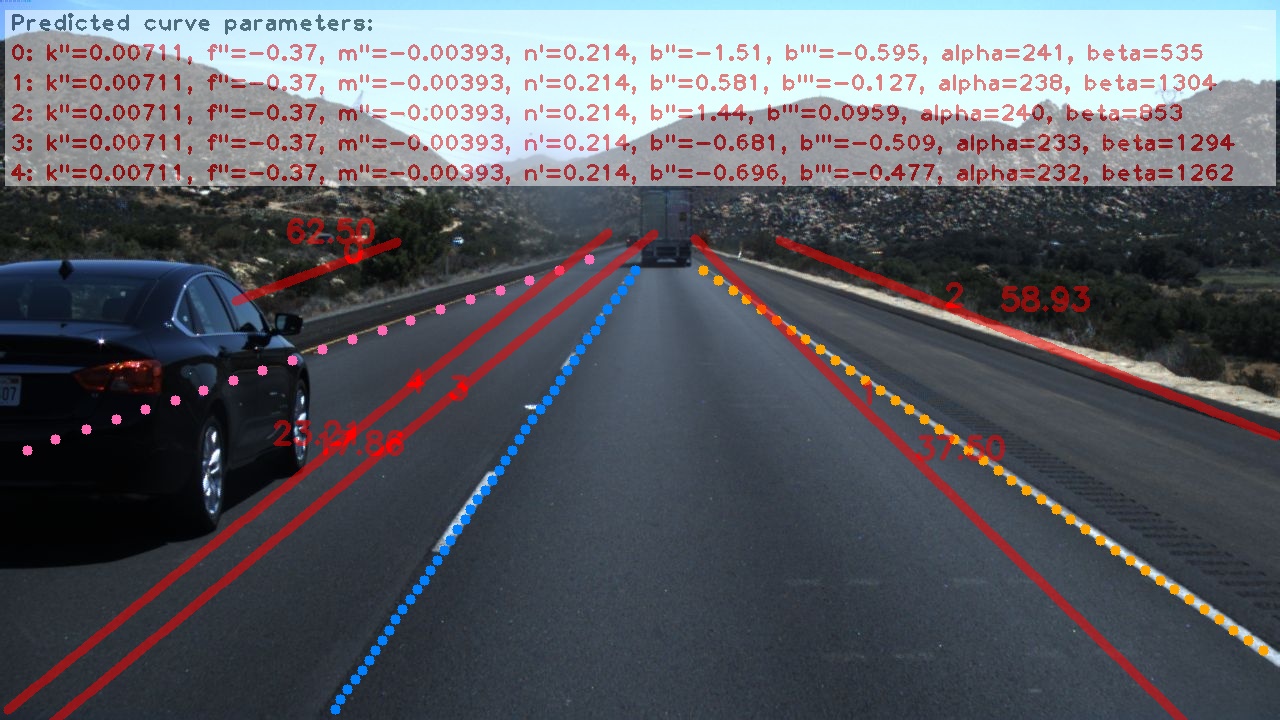 Predicted curve parameters:
0: k''=0.00711, f''=-0.37, m''=-0.00393, n'=0.214, b''=-1.51, b'''=-0.595, alpha=241, beta=535
1: k''=0.00711, f''=-0.37, m''=-0.00393, n'=0.214, b''=0.581, b'''=-0.127, alpha=238, beta=1304
2: k''=0.00711, f''=-0.37, m''=-0.00393, n'=0.214, b''=1.44, b'''=0.0959, alpha=240, beta=853
3: k''=0.00711, f''=-0.37, m''=-0.00393, n'=0.214, b''=-0.681, b'''=-0.509, alpha=233, beta=1294
4: k''=0.00711, f''=-0.37, m''=-0.00393, n'=0.214, b''=-0.696, b'''=-0.477, alpha=232, beta=1262
62.50
0
2 58.93
4 3
1
37.50